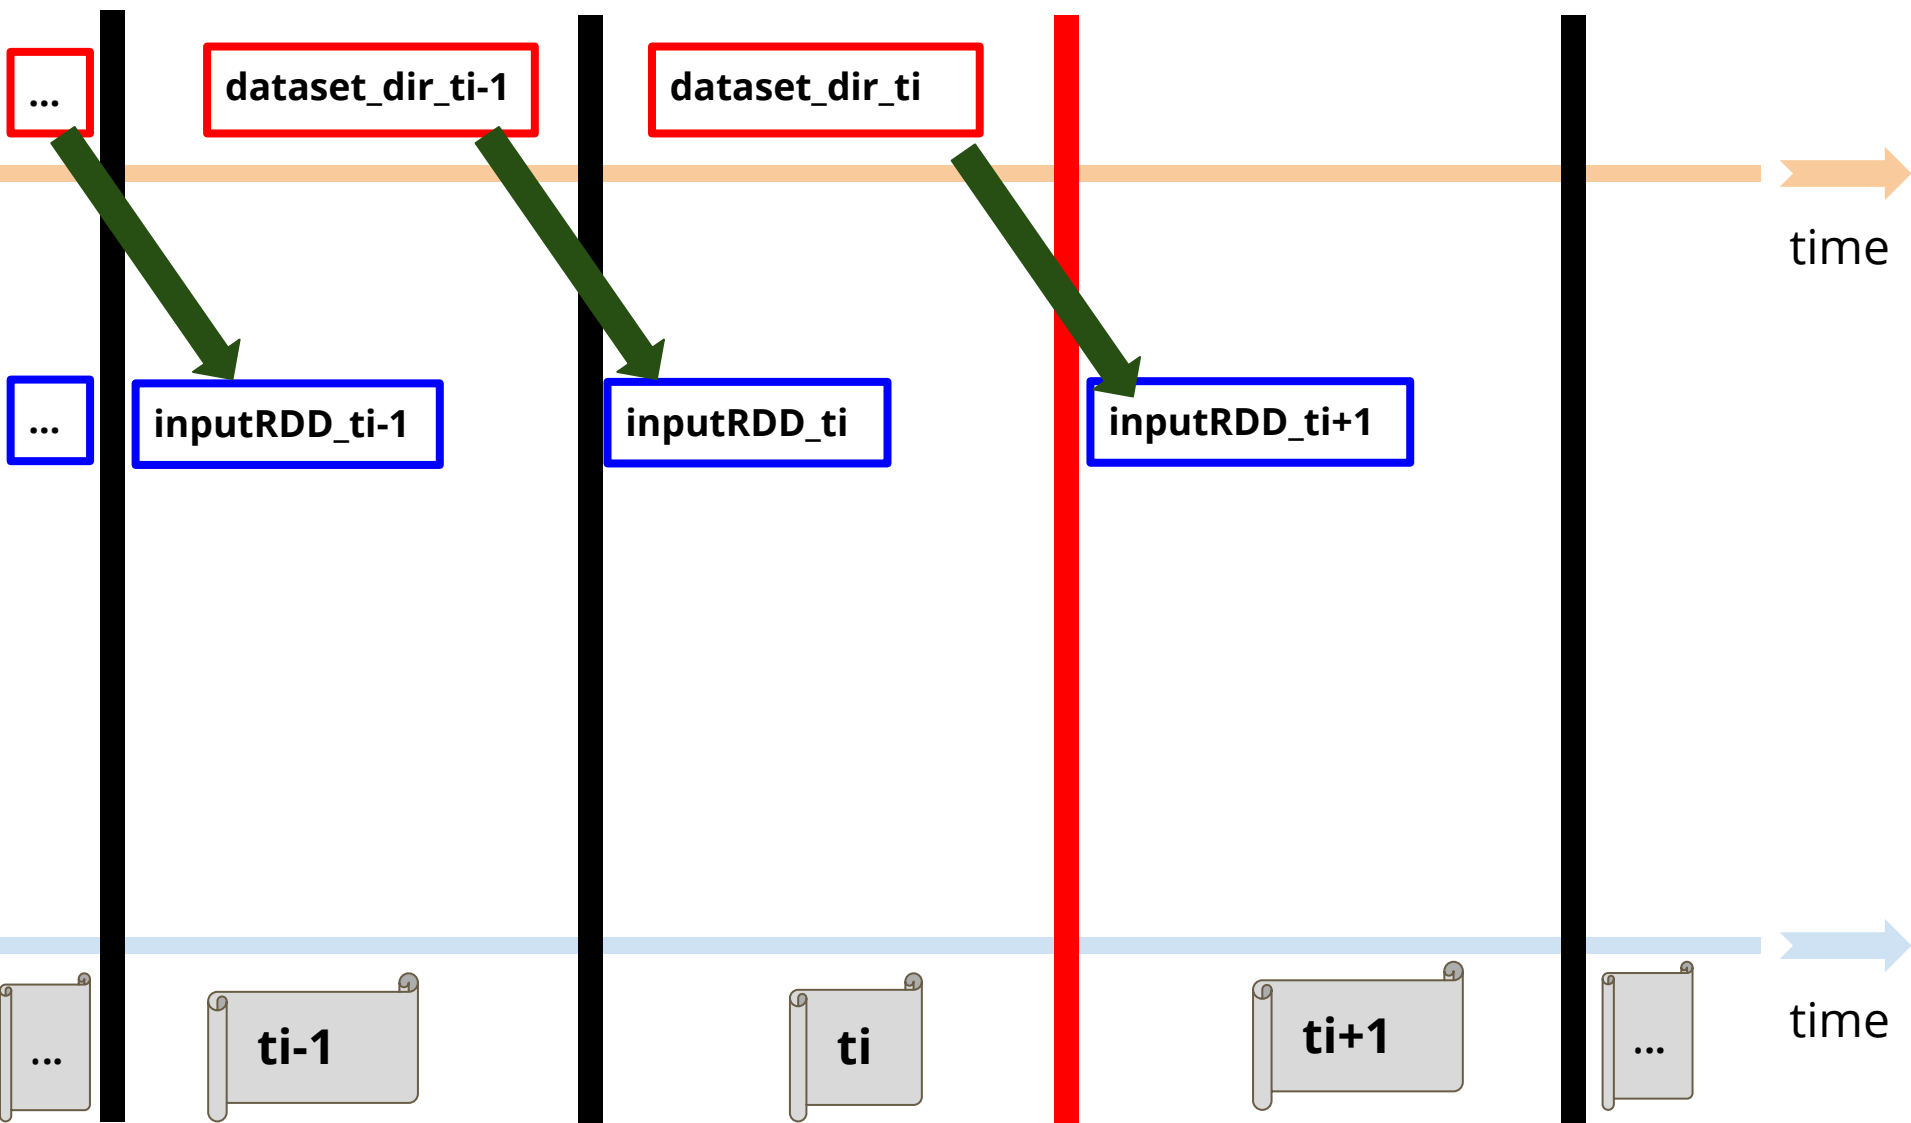 ...
dataset_dir_ti-1
dataset_dir_ti
time
...
inputRDD_ti-1
inputRDD_ti
inputRDD_ti+1
...
ti-1
ti
ti+1
...
time